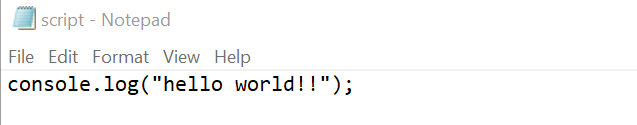 script - Notepad
File Edit Format View Help
console.log("hello world!!");